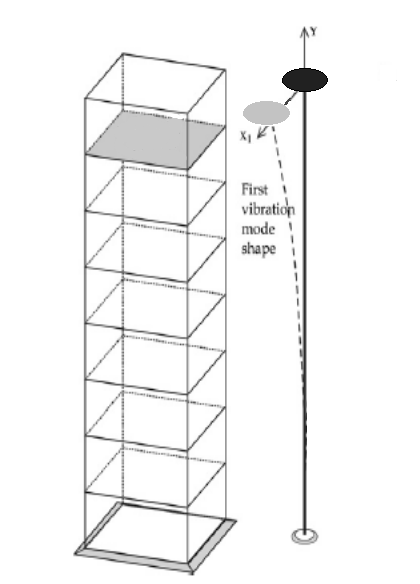 Y
X1
First
vibration
mode
shape